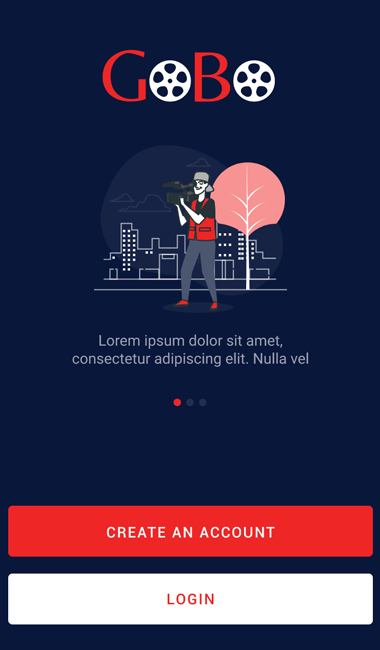 GoBo
Lorem ipsum dolor sit amet,
consectetur adipiscing elit. Nulla vel
CREATE AN ACCOUNT
LOGIN